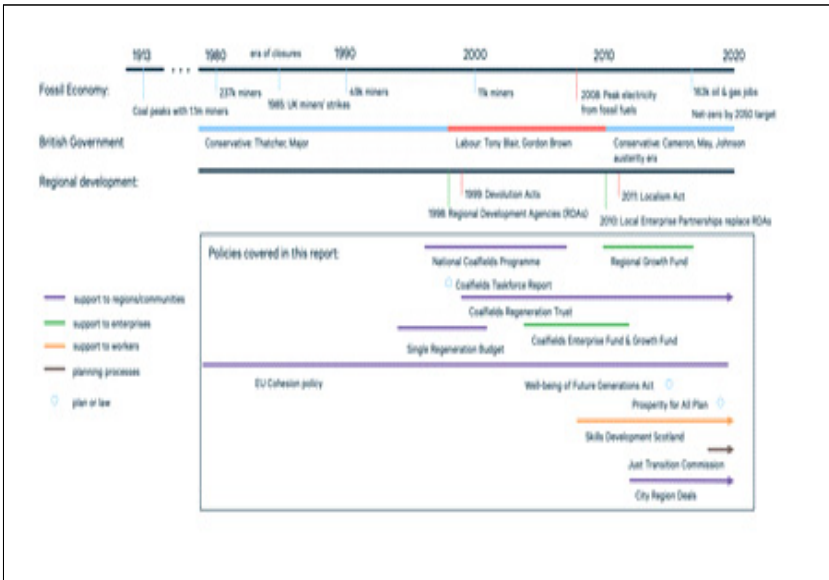 1913 ... 1980 era of closures 1990 2000 2010 2020
Fossil Economy:
Coal peaks with 1.1m miners
237k miners
1985: UK miners' strikes
49k miners
11k miners
2008: Peak electricity
from fossil fuels
163k oil & gas jobs
Net-zero by 2050 target
British Government
Conservative: Thatcher, Major
Labour: Tony Blair, Gordon Brown
Conservative: Cameron, May, Johnson
austerity era
Regional development:
1999: Devolution Acts
1998: Regional Development Agencies (RDAs)
2011: Localism Act
2010: Local Enterprise Partnerships replace RDAs
Policies covered in this report:
National Coalfields Programme
Regional Growth Fund
Coalfields Taskforce Report
Coalfields Regeneration Trust
Single Regeneration Budget
Coalfields Enterprise Fund & Growth Fund
EU Cohesion policy
Well-being of Future Generations Act
Prosperity for All Plan
Skills Development Scotland
Just Transition Commission
City Region Deals
support to regions/communities
support to enterprises
support to workers
planning processes
plan or law